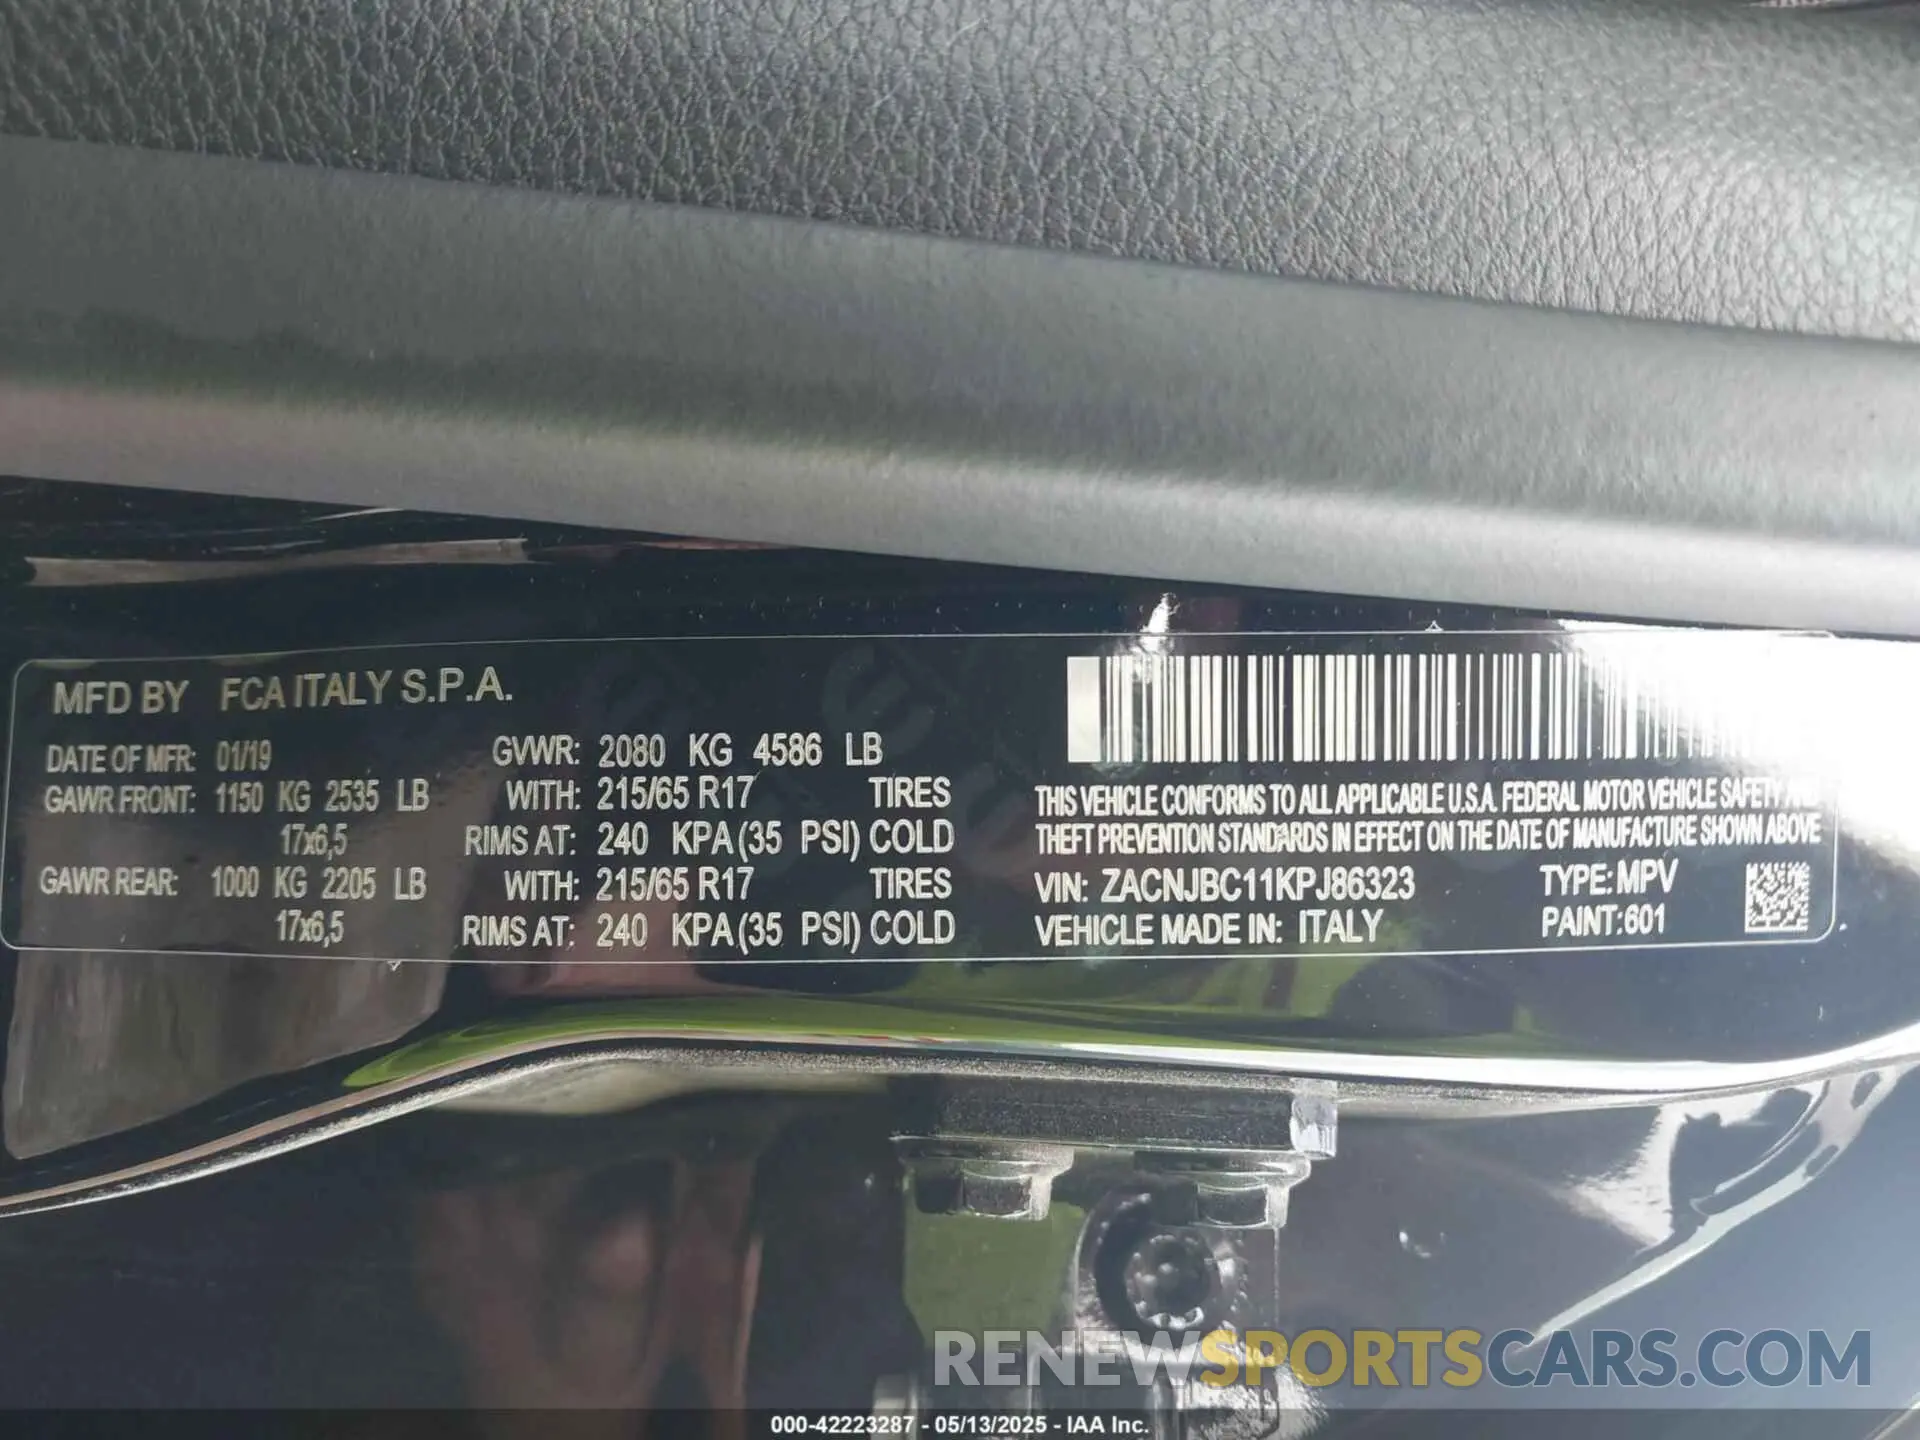 MFD BY FCA ITALY S.P.A.
DATE OF MFR: 01/19 GVWR: 2080 KG 4586 LB
GAWR FRONT: 1150 KG 2535 LB WITH: 215/65 R17 TIRES
17x6,5 RIMS AT: 240 KPA (35 PSI) COLD
GAWR REAR: 1000 KG 2205 LB WITH: 215/65 R17 TIRES
17x6,5 RIMS AT: 240 KPA (35 PSI) COLD
THIS VEHICLE CONFORMS TO ALL APPLICABLE U.S.A. FEDERAL MOTOR VEHICLE SAFETY AND
THEFT PREVENTION STANDARDS IN EFFECT ON THE DATE OF MANUFACTURE SHOWN ABOVE
VIN: ZACNJBC11KPJ86323 TYPE: MPV
VEHICLE MADE IN: ITALY PAINT:601
RENEWSPORTSCARS.COM
000-42223287 - 05/13/2025 - IAA Inc.